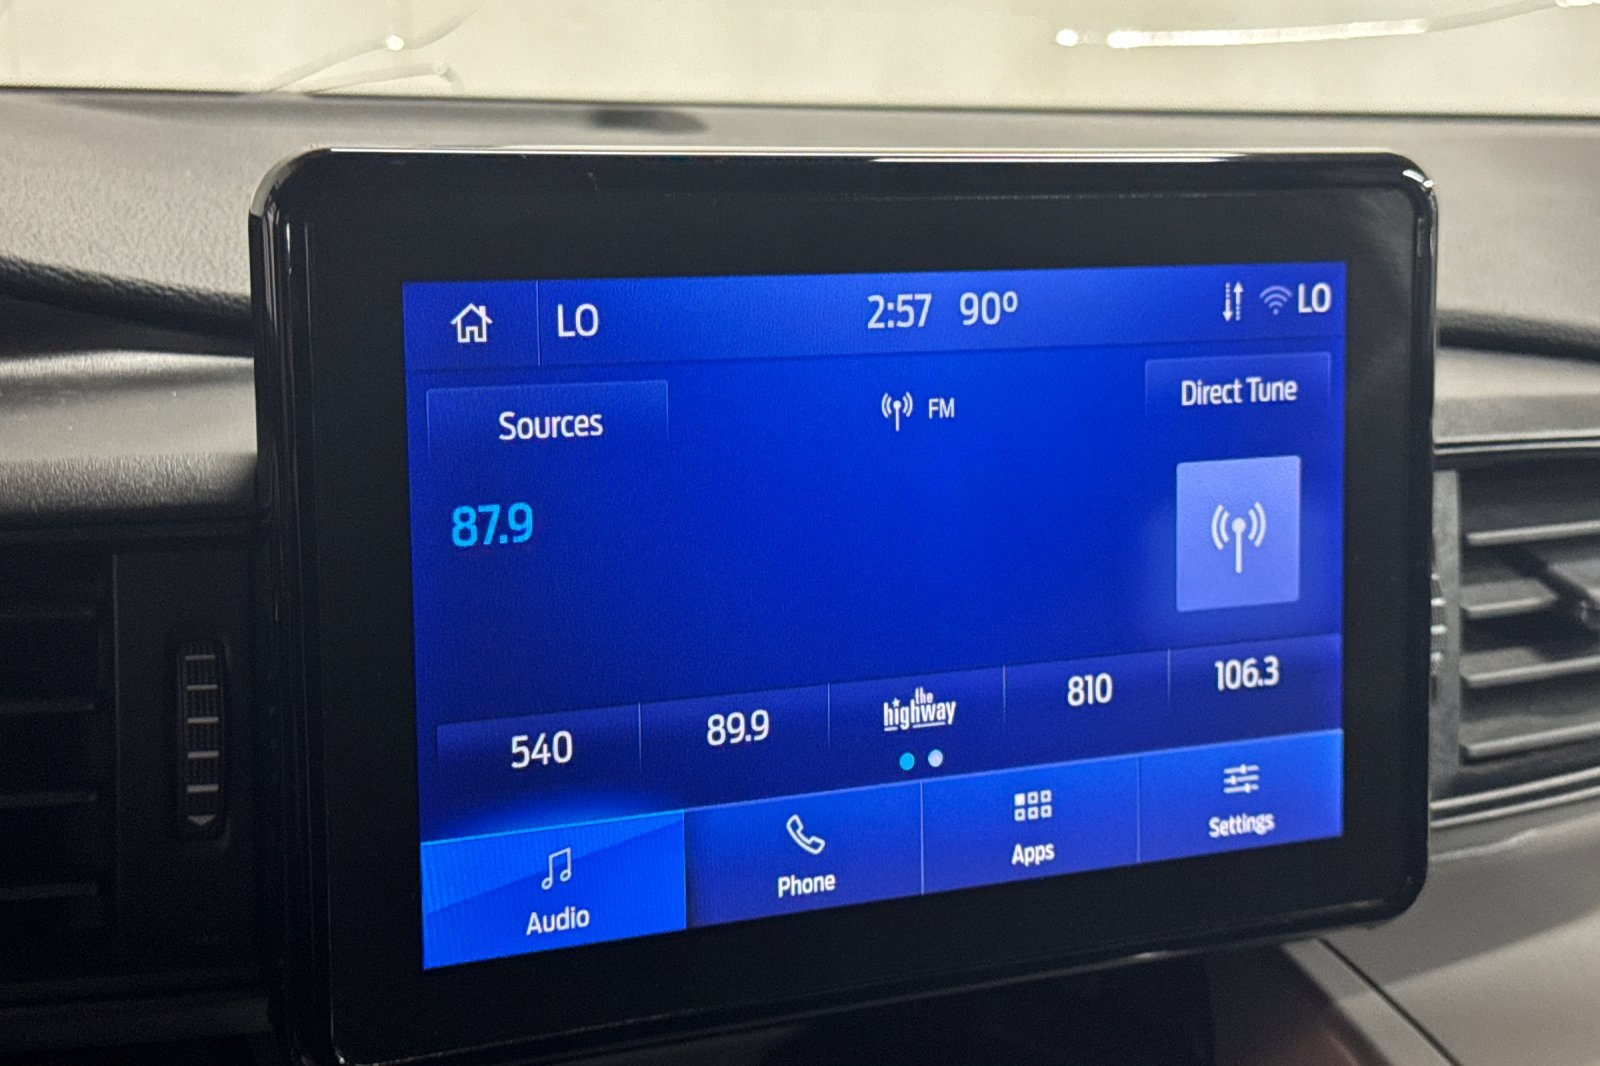 LO 2:57 90° LO
Sources FM Direct Tune
87.9
540 89.9 the highway 810 106.3
Audio Phone Apps Settings